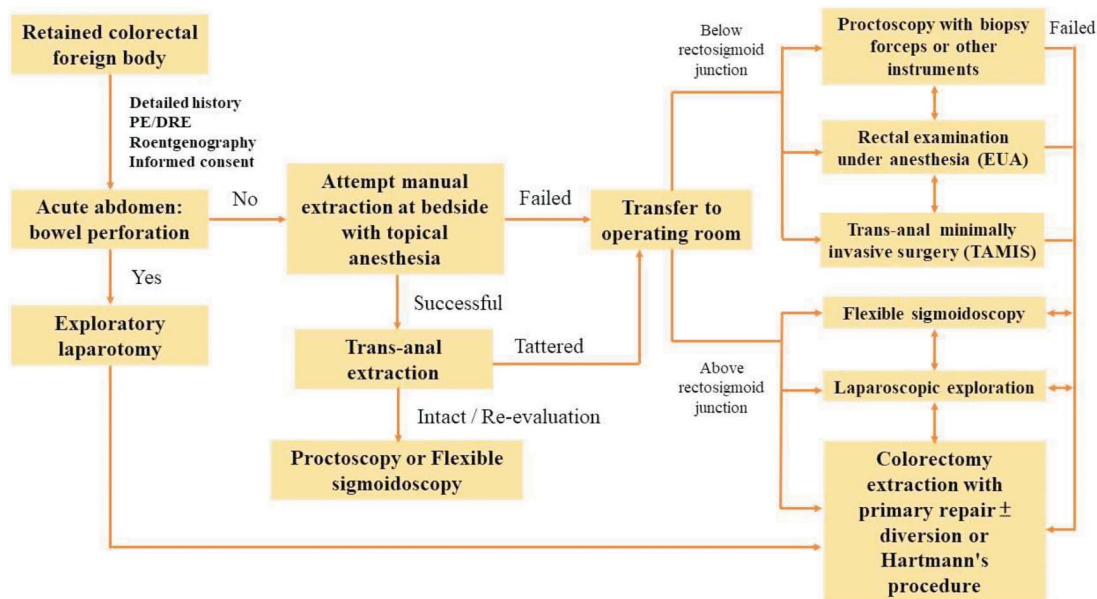 Retained colorectal
foreign body
Detailed history
PE/DRE
Roentgenography
Informed consent
Acute abdomen:
bowel perforation
No
Yes
Exploratory
laparotomy
Attempt manual
extraction at bedside
with topical
anesthesia
Failed
Successful
Trans-anal
extraction
Tattered
Intact / Re-evaluation
Proctoscopy or Flexible
sigmoidoscopy
Transfer to
operating room
Below
rectosigmoid
junction
Above
rectosigmoid
junction
Proctoscopy with biopsy
forceps or other
instruments
Failed
Rectal examination
under anesthesia (EUA)
Trans-anal minimally
invasive surgery (TAMIS)
Flexible sigmoidoscopy
Laparoscopic exploration
Colorectomy
extraction with
primary repair ±
diversion or
Hartmann's
procedure